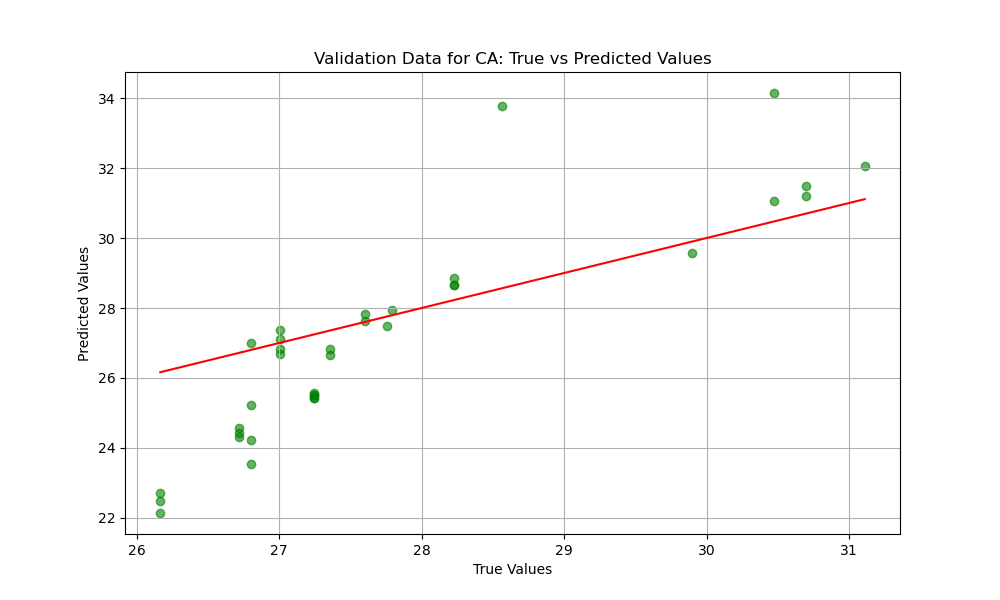 Validation Data for CA: True vs Predicted Values
Predicted Values
34
32
30
28
26
24
22
26 27 28 29 30 31
True Values